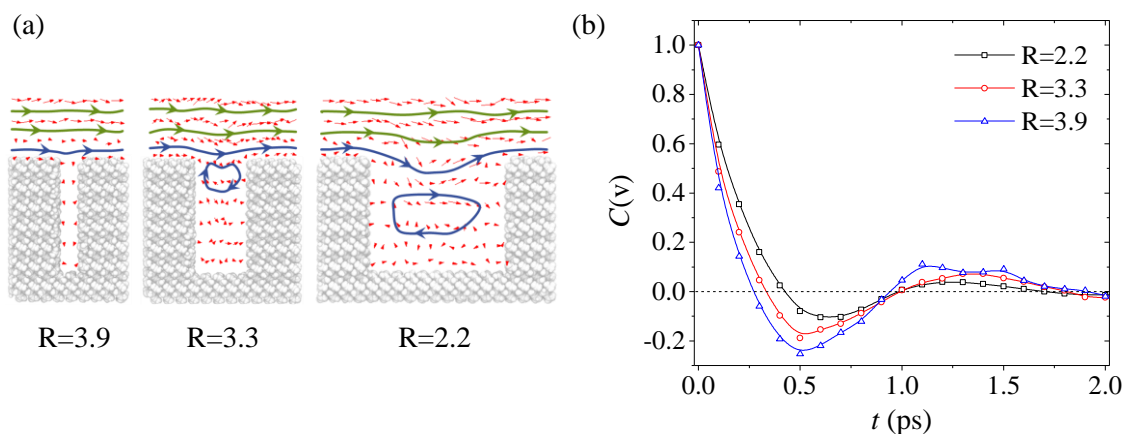 (a)
R=3.9 R=3.3 R=2.2
(b)
C(v)
1.0
0.8
0.6
0.4
0.2
0.0
-0.2
R=2.2
R=3.3
R=3.9
0.0 0.5 1.0 1.5 2.0
t (ps)